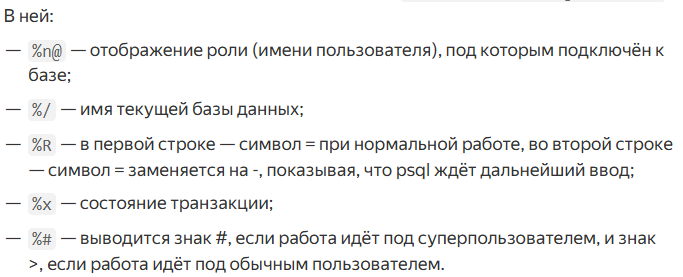 В ней:
— %n@ — отображение роли (имени пользователя), под которым подключён к
базе;
— %/ — имя текущей базы данных;
— %R — в первой строке — символ = при нормальной работе, во второй строке
— символ = заменяется на -, показывая, что psql ждёт дальнейший ввод;
— %x — состояние транзакции;
— %# — выводится знак #, если работа идёт под суперпользователем, и знак
>, если работа идёт под обычным пользователем.